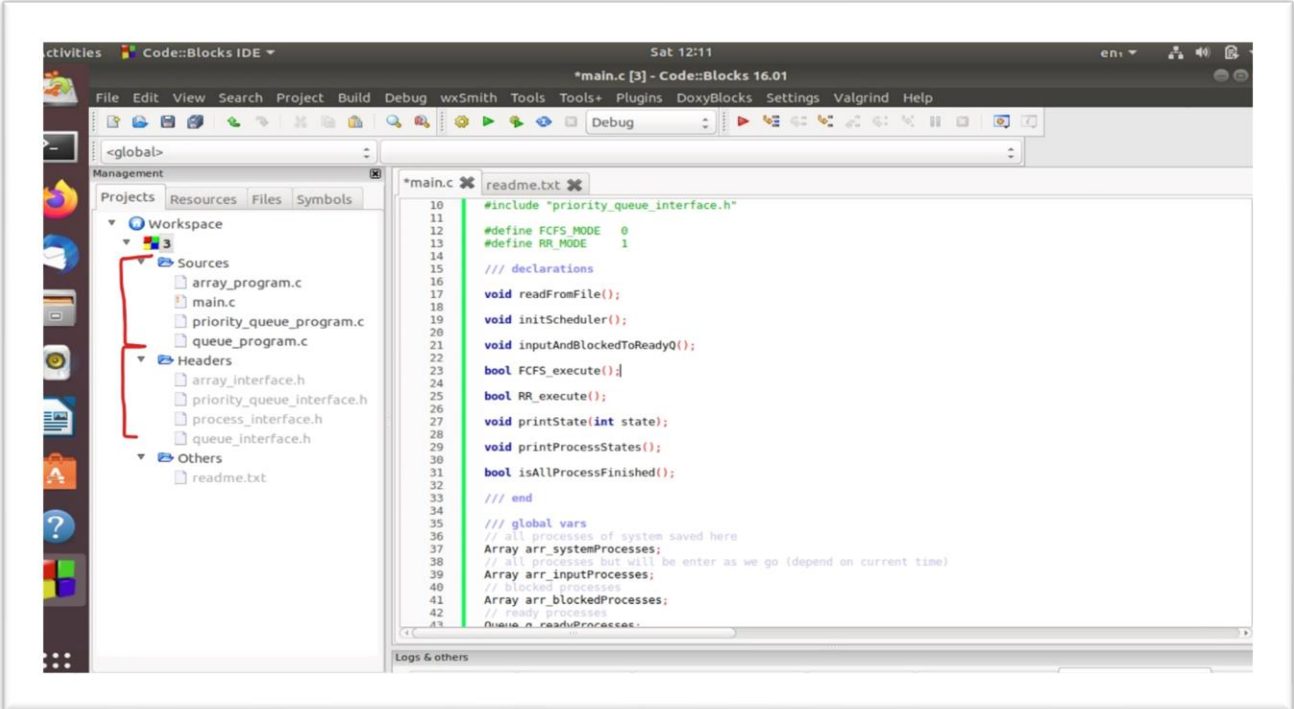 Activities Code::Blocks IDE Sat 12:11 en₁
*main.c [3] - Code::Blocks 16.01
File Edit View Search Project Build Debug wxSmith Tools Tools+ Plugins DoxyBlocks Settings Valgrind Help
Debug
<global>
Management
Projects Resources Files Symbols
Workspace
3
Sources
array_program.c
main.c
priority_queue_program.c
queue_program.c
Headers
array_interface.h
priority_queue_interface.h
process_interface.h
queue_interface.h
Others
readme.txt
*main.c readme.txt
10 #include "priority_queue_interface.h"
11
12 #define FCFS_MODE 0
13 #define RR_MODE 1
14
15 /// declarations
16
17 void readFromFile();
18
19 void initScheduler();
20
21 void inputAndBlockedToReadyQ();
22
23 bool FCFS_execute();
24
25 bool RR_execute();
26
27 void printState(int state);
28
29 void printProcessStates();
30
31 bool isAllProcessFinished();
32
33 /// end
34
35 /// global vars
36 // all processes of system saved here
37 Array arr_systemProcesses;
38 // all processes but will be enter as we go (depend on current time)
39 Array arr_inputProcesses;
40 // blocked processes
41 Array arr_blockedProcesses;
42 // ready processes
43 Queue q_readyProcesses;
Logs & others